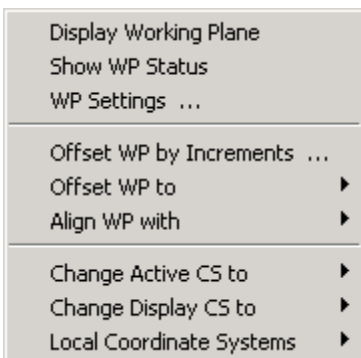 Display Working Plane
Show WP Status
WP Settings ...
Offset WP by Increments ...
Offset WP to
Align WP with
Change Active CS to
Change Display CS to
Local Coordinate Systems